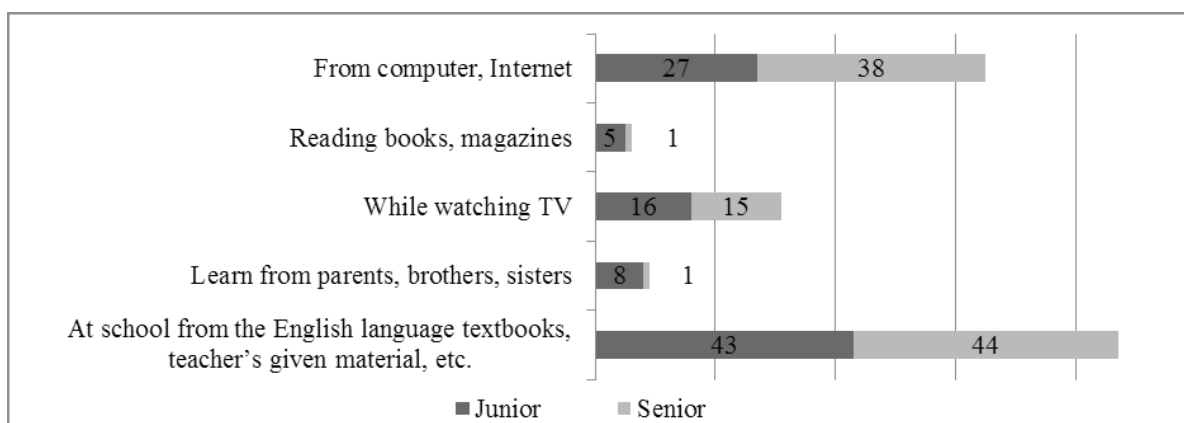 From computer, Internet
27 38
Reading books, magazines
5 1
While watching TV
16 15
Learn from parents, brothers, sisters
8 1
At school from the English language textbooks,
teacher's given material, etc.
43 44
Junior Senior